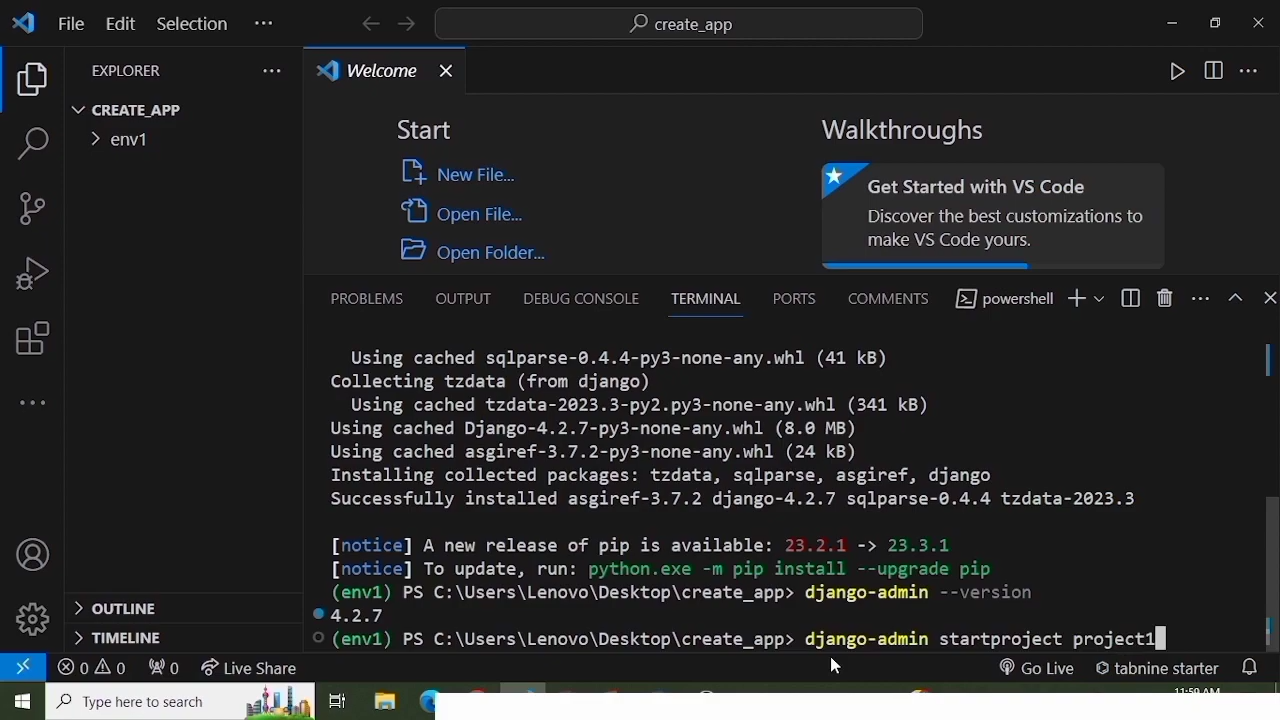 File Edit Selection ···
create_app
EXPLORER
CREATE_APP
env1
OUTLINE
TIMELINE
Welcome
Start
New File...
Open File...
Open Folder...
Walkthroughs
Get Started with VS Code
Discover the best customizations to
make VS Code yours.
PROBLEMS OUTPUT DEBUG CONSOLE TERMINAL PORTS COMMENTS powershell
Using cached sqlparse-0.4.4-py3-none-any.whl (41 kB)
Collecting tzdata (from django)
Using cached tzdata-2023.3-py2.py3-none-any.whl (341 kB)
Using cached Django-4.2.7-py3-none-any.whl (8.0 MB)
Using cached asgiref-3.7.2-py3-none-any.whl (24 kB)
Installing collected packages: tzdata, sqlparse, asgiref, django
Successfully installed asgiref-3.7.2 django-4.2.7 sqlparse-0.4.4 tzdata-2023.3
[notice] A new release of pip is available: 23.2.1 -> 23.3.1
[notice] To update, run: python.exe -m pip install --upgrade pip
(env1) PS C:\Users\Lenovo\Desktop\create_app> django-admin --version
4.2.7
(env1) PS C:\Users\Lenovo\Desktop\create_app> django-admin startproject project1
0 0 0 Live Share Go Live tabnine starter
Type here to search
11:59 AM